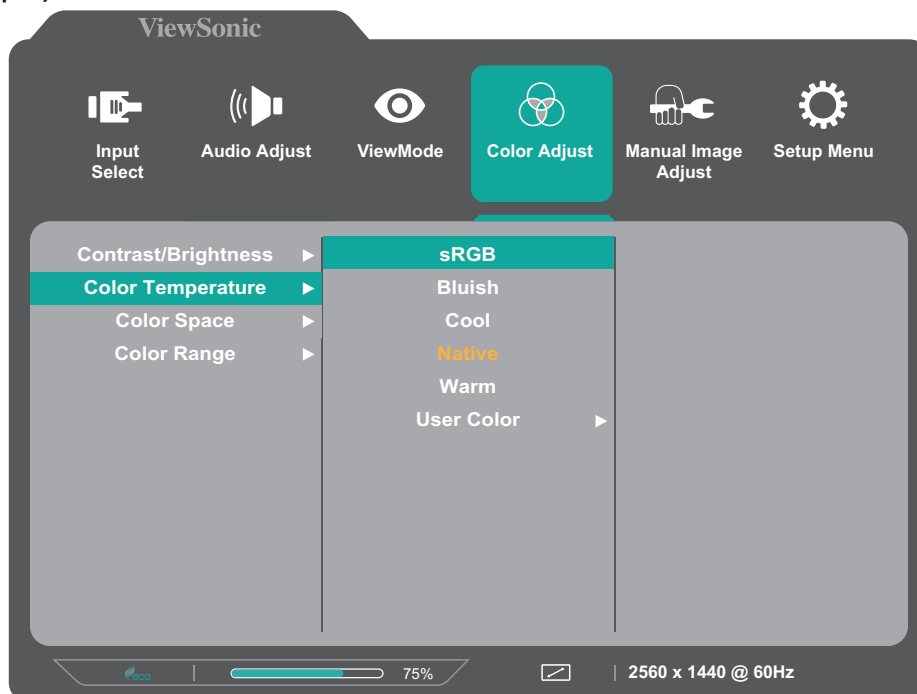 ViewSonic
Input
Select
Audio Adjust
ViewMode
Color Adjust
Manual Image
Adjust
Setup Menu
Contrast/Brightness
Color Temperature
Color Space
Color Range
sRGB
Bluish
Cool
Native
Warm
User Color
eco
75%
2560 x 1440 @ 60Hz